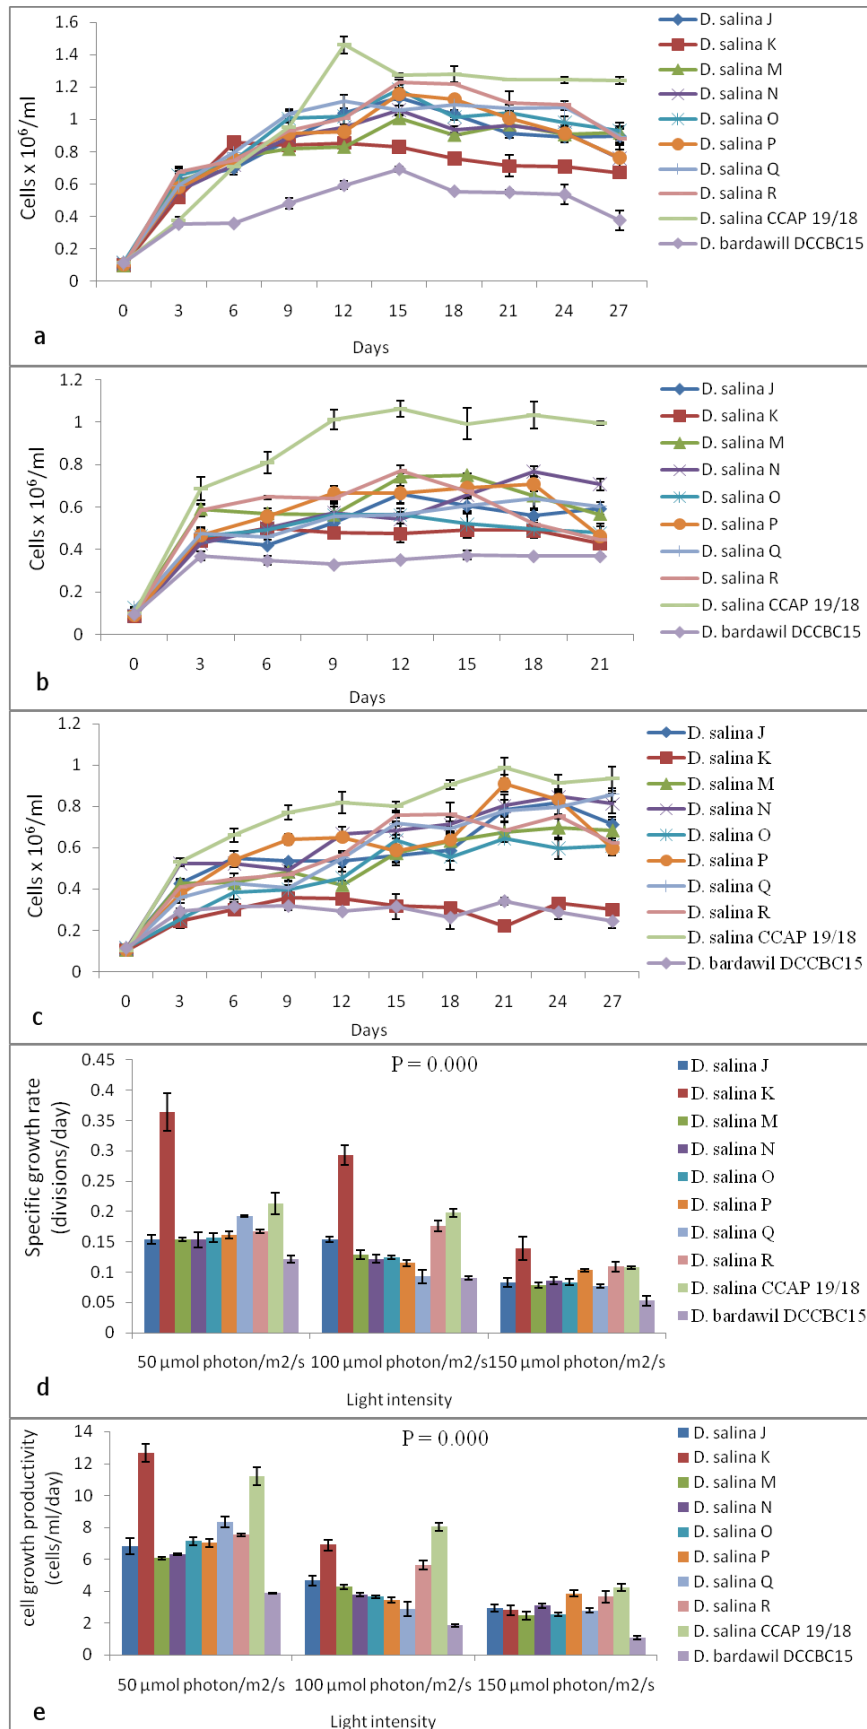 1.6
1.4
1.2
1
0.8
0.6
0.4
0.2
0
Cells x 10⁶/ml
0 3 6 9 12 15 18 21 24 27
Days
a
D. salina J
D. salina K
D. salina M
D. salina N
D. salina O
D. salina P
D. salina Q
D. salina R
D. salina CCAP 19/18
D. bardawill DCCBC15
1.2
1
0.8
0.6
0.4
0.2
0
Cells x 10⁶/ml
0 3 6 9 12 15 18 21
Days
b
D. salina J
D. salina K
D. salina M
D. salina N
D. salina O
D. salina P
D. salina Q
D. salina R
D. salina CCAP 19/18
D. bardawil DCCBC15
1.2
1
0.8
0.6
0.4
0.2
0
Cells x 10⁶/ml
0 3 6 9 12 15 18 21 24 27
Days
c
D. salina J
D. salina K
D. salina M
D. salina N
D. salina O
D. salina P
D. salina Q
D. salina R
D. salina CCAP 19/18
D. bardawil DCCBC15
P = 0.000
0.45
0.4
0.35
0.3
0.25
0.2
0.15
0.1
0.05
0
Specific growth rate
(divisions/day)
50 µmol photon/m2/s 100 µmol photon/m2/s 150 µmol photon/m2/s
Light intensity
d
D. salina J
D. salina K
D. salina M
D. salina N
D. salina O
D. salina P
D. salina Q
D. salina R
D. salina CCAP 19/18
D. bardawil DCCBC15
P = 0.000
14
12
10
8
6
4
2
0
cell growth productivity
(cells/ml/day)
50 µmol photon/m2/s 100 µmol photon/m2/s 150 µmol photon/m2/s
Light intensity
e
D. salina J
D. salina K
D. salina M
D. salina N
D. salina O
D. salina P
D. salina Q
D. salina R
D. salina CCAP 19/18
D. bardawil DCCBC15